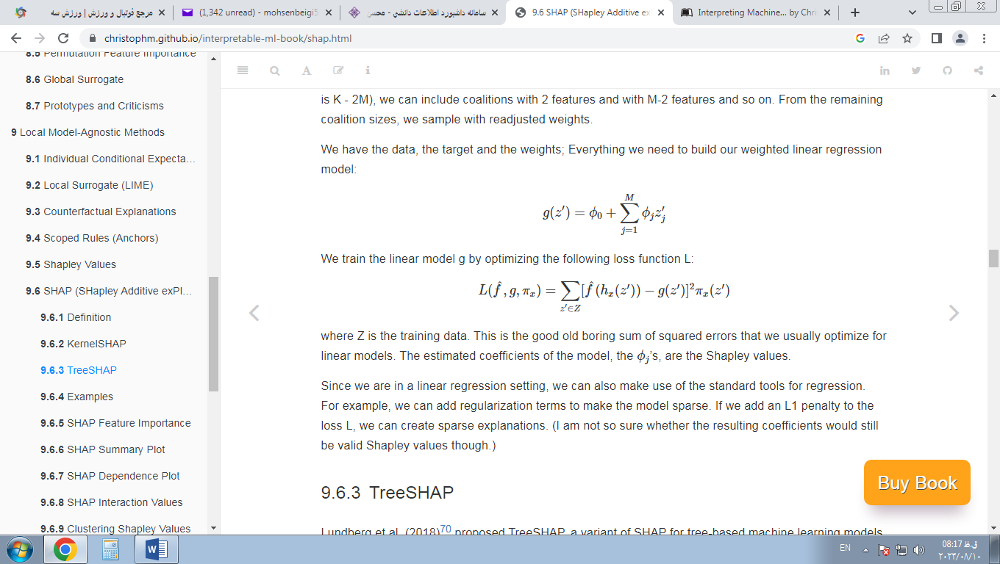 مرجع فوتبال و ورزش | ورزش سه
(1,342 unread) - mohsenbeigi5
سامانه داشبورد اطلاعات دانشی - محسن
9.6 SHAP (SHapley Additive ex
Interpreting Machine... by Chri
christophm.github.io/interpretable-ml-book/shap.html
8.5 Permutation Feature Importance
8.6 Global Surrogate
8.7 Prototypes and Criticisms
9 Local Model-Agnostic Methods
9.1 Individual Conditional Expecta…
9.2 Local Surrogate (LIME)
9.3 Counterfactual Explanations
9.4 Scoped Rules (Anchors)
9.5 Shapley Values
9.6 SHAP (SHapley Additive exPl…
9.6.1 Definition
9.6.2 KernelSHAP
9.6.3 TreeSHAP
9.6.4 Examples
9.6.5 SHAP Feature Importance
9.6.6 SHAP Summary Plot
9.6.7 SHAP Dependence Plot
9.6.8 SHAP Interaction Values
9.6.9 Clustering Shapley Values
is K - 2M), we can include coalitions with 2 features and with M-2 features and so on. From the remaining
coalition sizes, we sample with readjusted weights.
We have the data, the target and the weights; Everything we need to build our weighted linear regression
model:
g(z′) = ϕ₀ + ∑_{j=1}^{M} ϕ_j z′_j
We train the linear model g by optimizing the following loss function L:
L(f̂, g, π_x) = ∑_{z′∈Z} [f̂(h_x(z′)) − g(z′)]² π_x(z′)
where Z is the training data. This is the good old boring sum of squared errors that we usually optimize for
linear models. The estimated coefficients of the model, the ϕ_j's, are the Shapley values.
Since we are in a linear regression setting, we can also make use of the standard tools for regression.
For example, we can add regularization terms to make the model sparse. If we add an L1 penalty to the
loss L, we can create sparse explanations. (I am not so sure whether the resulting coefficients would still
be valid Shapley values though.)
9.6.3 TreeSHAP
Lundberg et al. (2018)70 proposed TreeSHAP, a variant of SHAP for tree-based machine learning models
Buy Book
EN
08:17 ق.ظ
۲۰۲۳/۰۸/۱۰